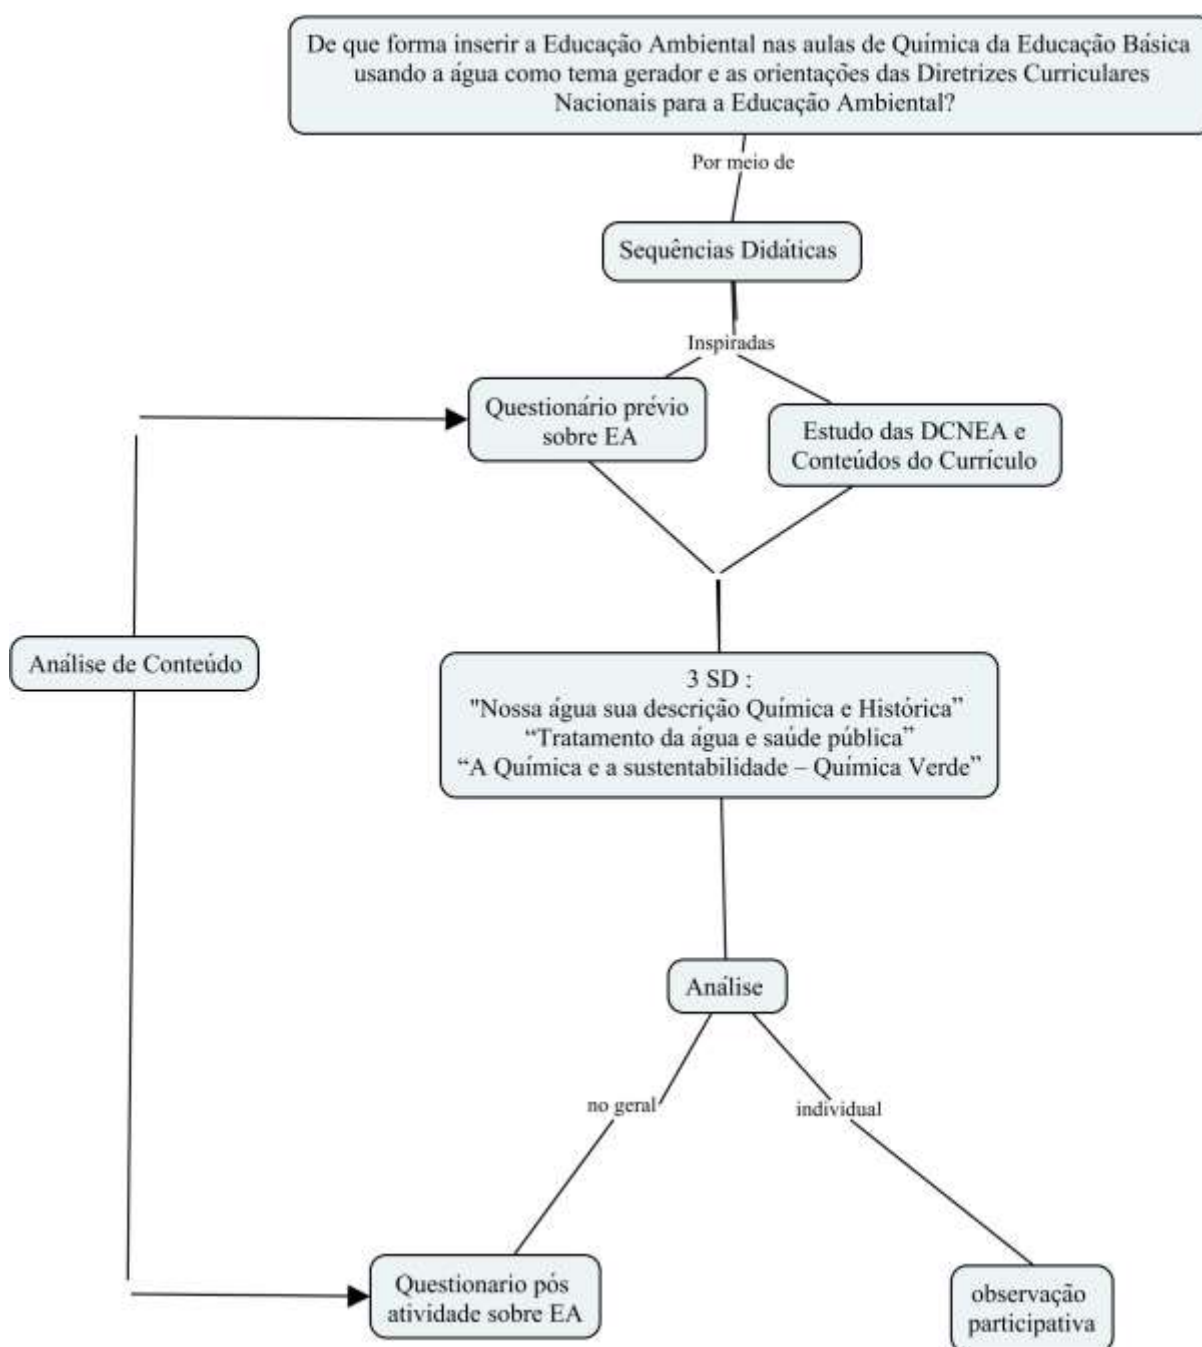 De que forma inserir a Educação Ambiental nas aulas de Química da Educação Básica
usando a água como tema gerador e as orientações das Diretrizes Curriculares
Nacionais para a Educação Ambiental?
Por meio de
Sequências Didáticas
Inspiradas
Questionário prévio
sobre EA
Estudo das DCNEA e
Conteúdos do Currículo
Análise de Conteúdo
3 SD :
"Nossa água sua descrição Química e Histórica”
“Tratamento da água e saúde pública”
“A Química e a sustentabilidade – Química Verde”
Análise
no geral
individual
Questionario pós
atividade sobre EA
observação
participativa